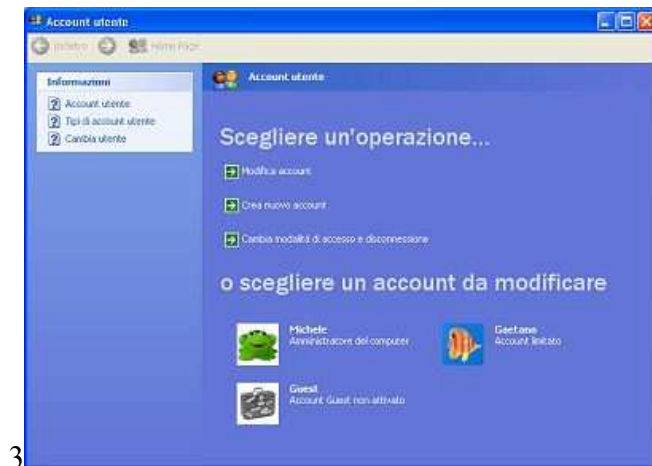 Account utente
Indietro
Home Page
Informazioni
Account utente
Tipi di account utente
Cambia utente
Account utente
Scegliere un'operazione...
Modifica account
Crea nuovo account
Cambia modalità di accesso e disconnessione
o scegliere un account da modificare
Michele
Amministratore del computer
Gaetano
Account limitato
Guest
Account Guest non attivato
3